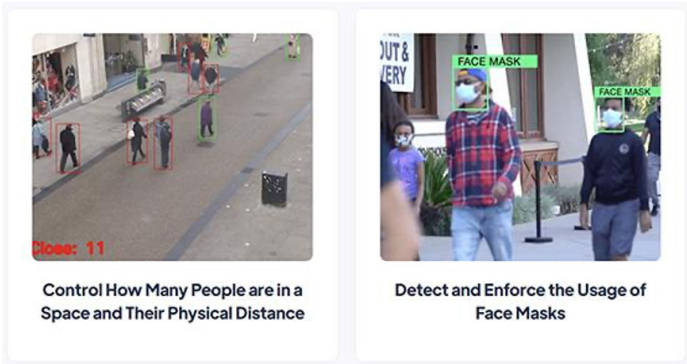 Close: 11
OUT &
VERY
FACE MASK
FACE MASK
Control How Many People are in a
Space and Their Physical Distance
Detect and Enforce the Usage of
Face Masks